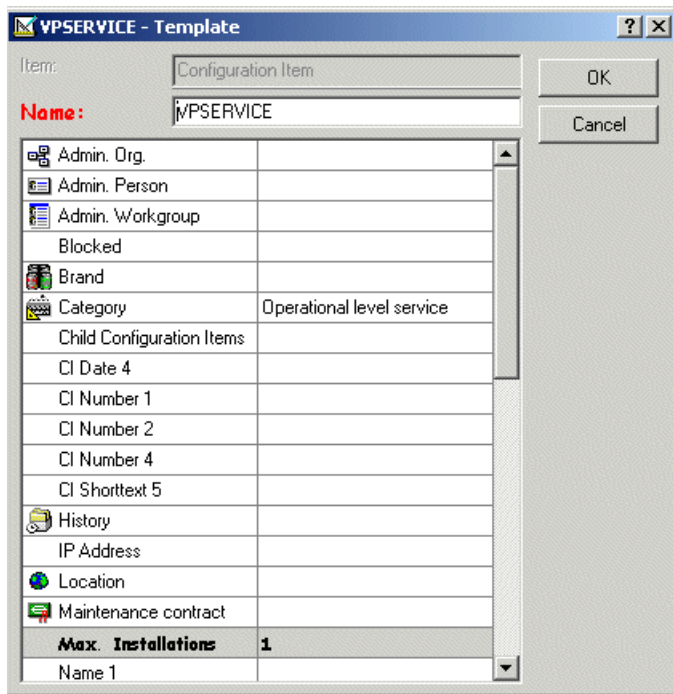 VPSERVICE - Template
Item: Configuration Item
OK
Name: VPSERVICE
Cancel
Admin. Org.
Admin. Person
Admin. Workgroup
Blocked
Brand
Category Operational level service
Child Configuration Items
CI Date 4
CI Number 1
CI Number 2
CI Number 4
CI Shorttext 5
History
IP Address
Location
Maintenance contract
Max. Installations 1
Name 1